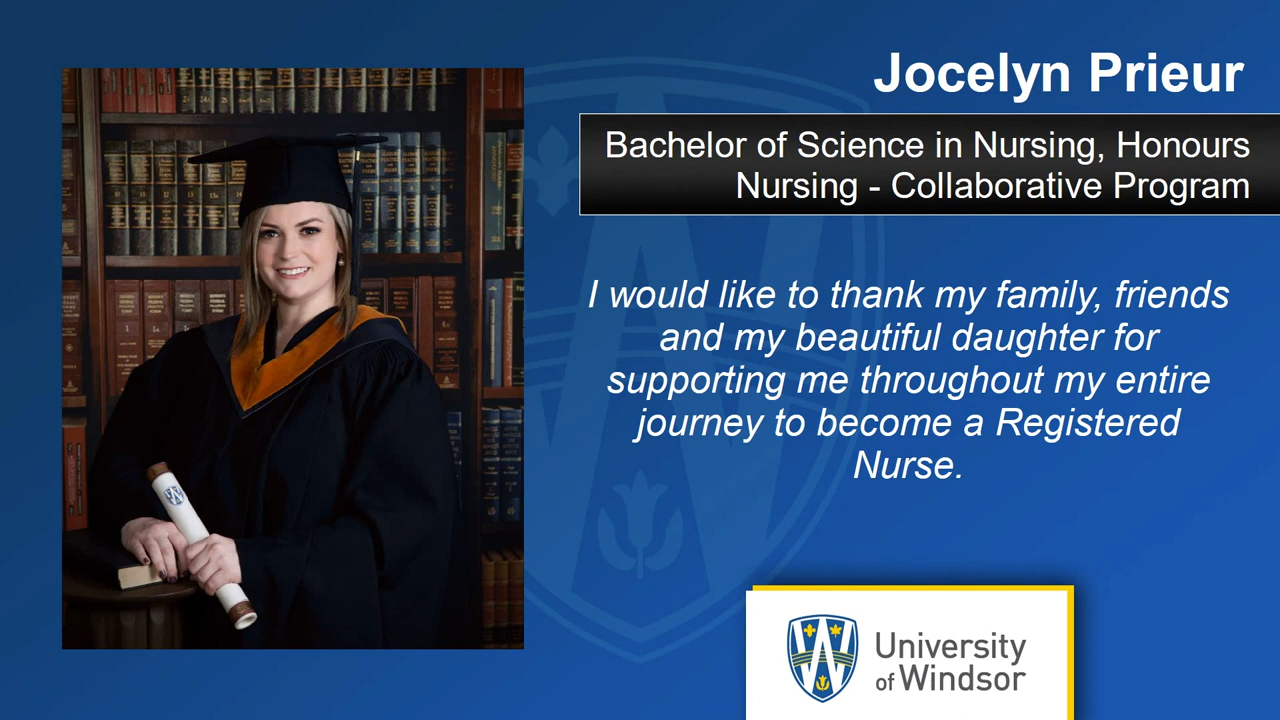 Jocelyn Prieur
Bachelor of Science in Nursing, Honours
Nursing - Collaborative Program
I would like to thank my family, friends
and my beautiful daughter for
supporting me throughout my entire
journey to become a Registered
Nurse.
University
of Windsor